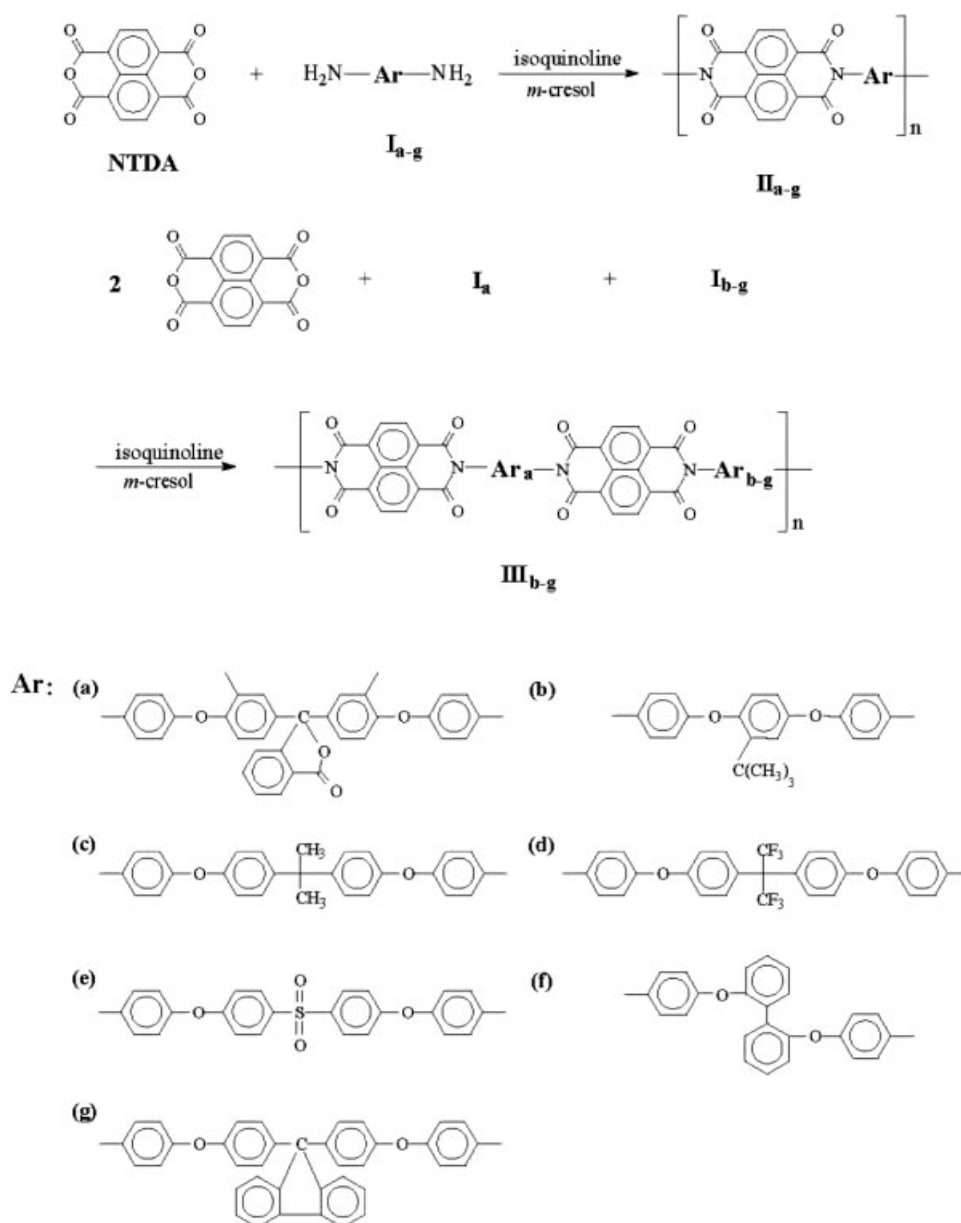 O O O O O O
NTDA
+
H2N—Ar—NH2
Ia-g
isoquinoline
m-cresol
O O N N Ar O O n
IIa-g
2
O O O O O O
+ Ia + Ib-g
isoquinoline
m-cresol
O O O O
N N Ara N N Arb-g
O O O O n
IIIb-g
Ar: (a) O C O O O
(b) O O C(CH3)3
(c) O CH3 CH3 O
(d) O CF3 CF3 O
(e) O O S O O
(f) O O
(g) O C O